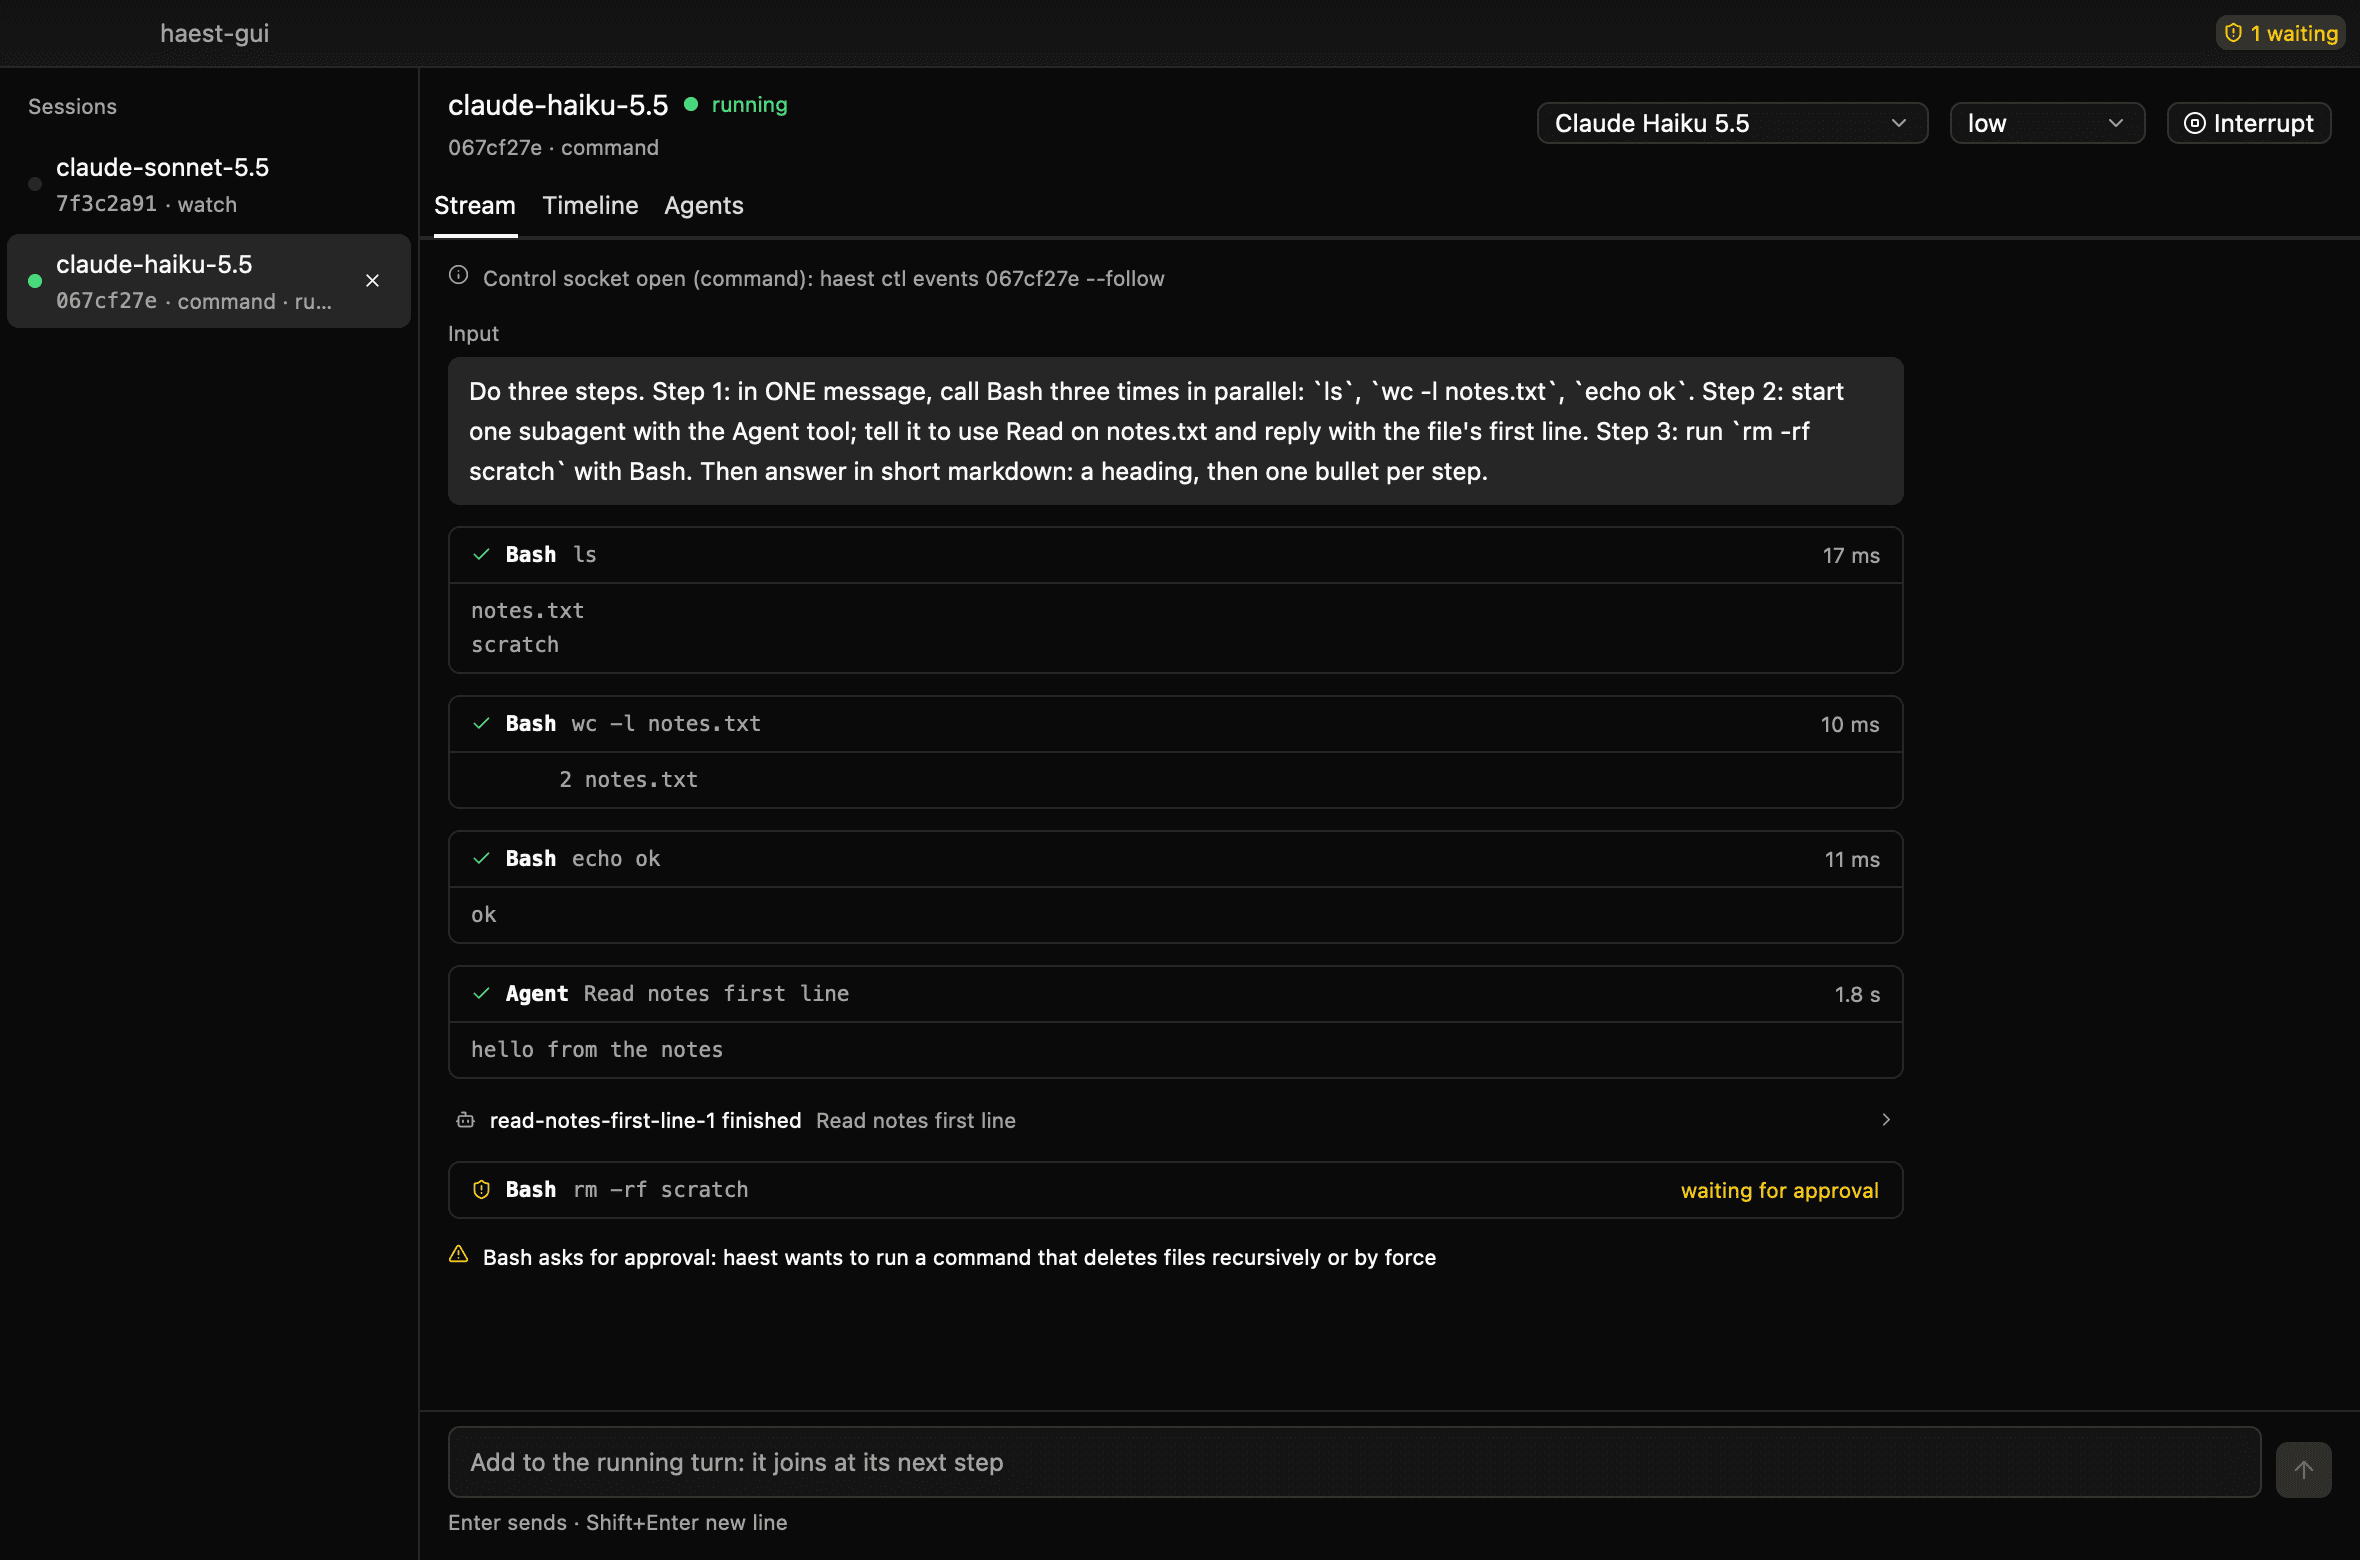 haest-gui
1 waiting
Sessions
claude-sonnet-5.5
7f3c2a91 · watch
claude-haiku-5.5
067cf27e · command · ru...
claude-haiku-5.5
running
067cf27e · command
Claude Haiku 5.5
low
Interrupt
Stream
Timeline
Agents
Control socket open (command): haest ctl events 067cf27e --follow
Input
Do three steps. Step 1: in ONE message, call Bash three times in parallel: `ls`, `wc -l notes.txt`, `echo ok`. Step 2: start
one subagent with the Agent tool; tell it to use Read on notes.txt and reply with the file's first line. Step 3: run `rm -rf
scratch` with Bash. Then answer in short markdown: a heading, then one bullet per step.
Bash ls 17 ms
notes.txt
scratch
Bash wc -l notes.txt 10 ms
2 notes.txt
Bash echo ok 11 ms
ok
Agent Read notes first line 1.8 s
hello from the notes
read-notes-first-line-1 finished Read notes first line
Bash rm -rf scratch waiting for approval
Bash asks for approval: haest wants to run a command that deletes files recursively or by force
Add to the running turn: it joins at its next step
Enter sends · Shift+Enter new line